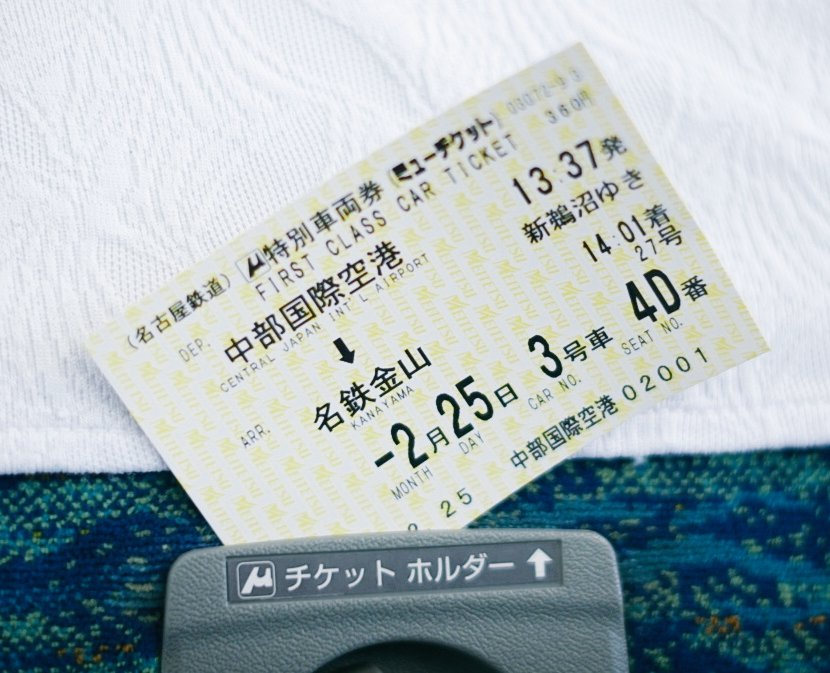 (名古屋鉄道) μ特別車両券 (ミューチケット) 03072-93
FIRST CLASS CAR TICKET 360円
DEP. 中部国際空港 13:37発
CENTRAL JAPAN INT'L AIRPORT 新鵜沼ゆき
↓ 14:01着
ARR. 名鉄金山 27号
KANAYAMA
-2月25日 3号車 4D番
MONTH DAY CAR NO. SEAT NO.
25 中部国際空港 02001
μ チケット ホルダー ↑